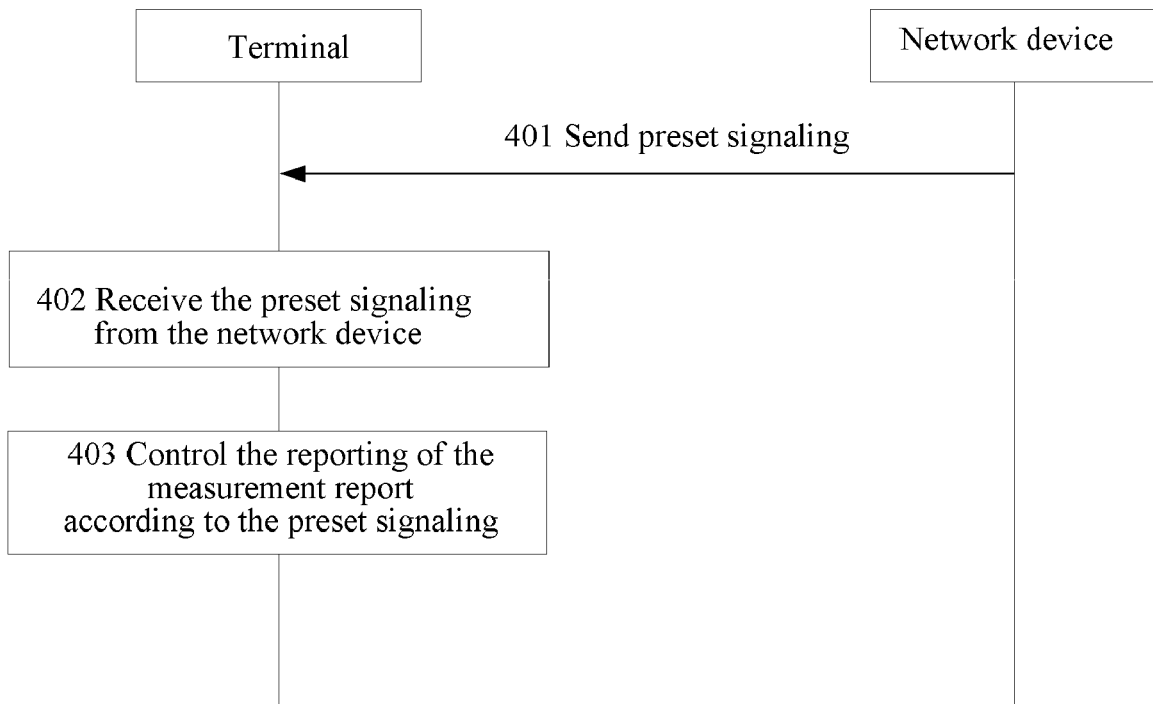 Terminal
Network device
401 Send preset signaling
402 Receive the preset signaling
from the network device
403 Control the reporting of the
measurement report
according to the preset signaling